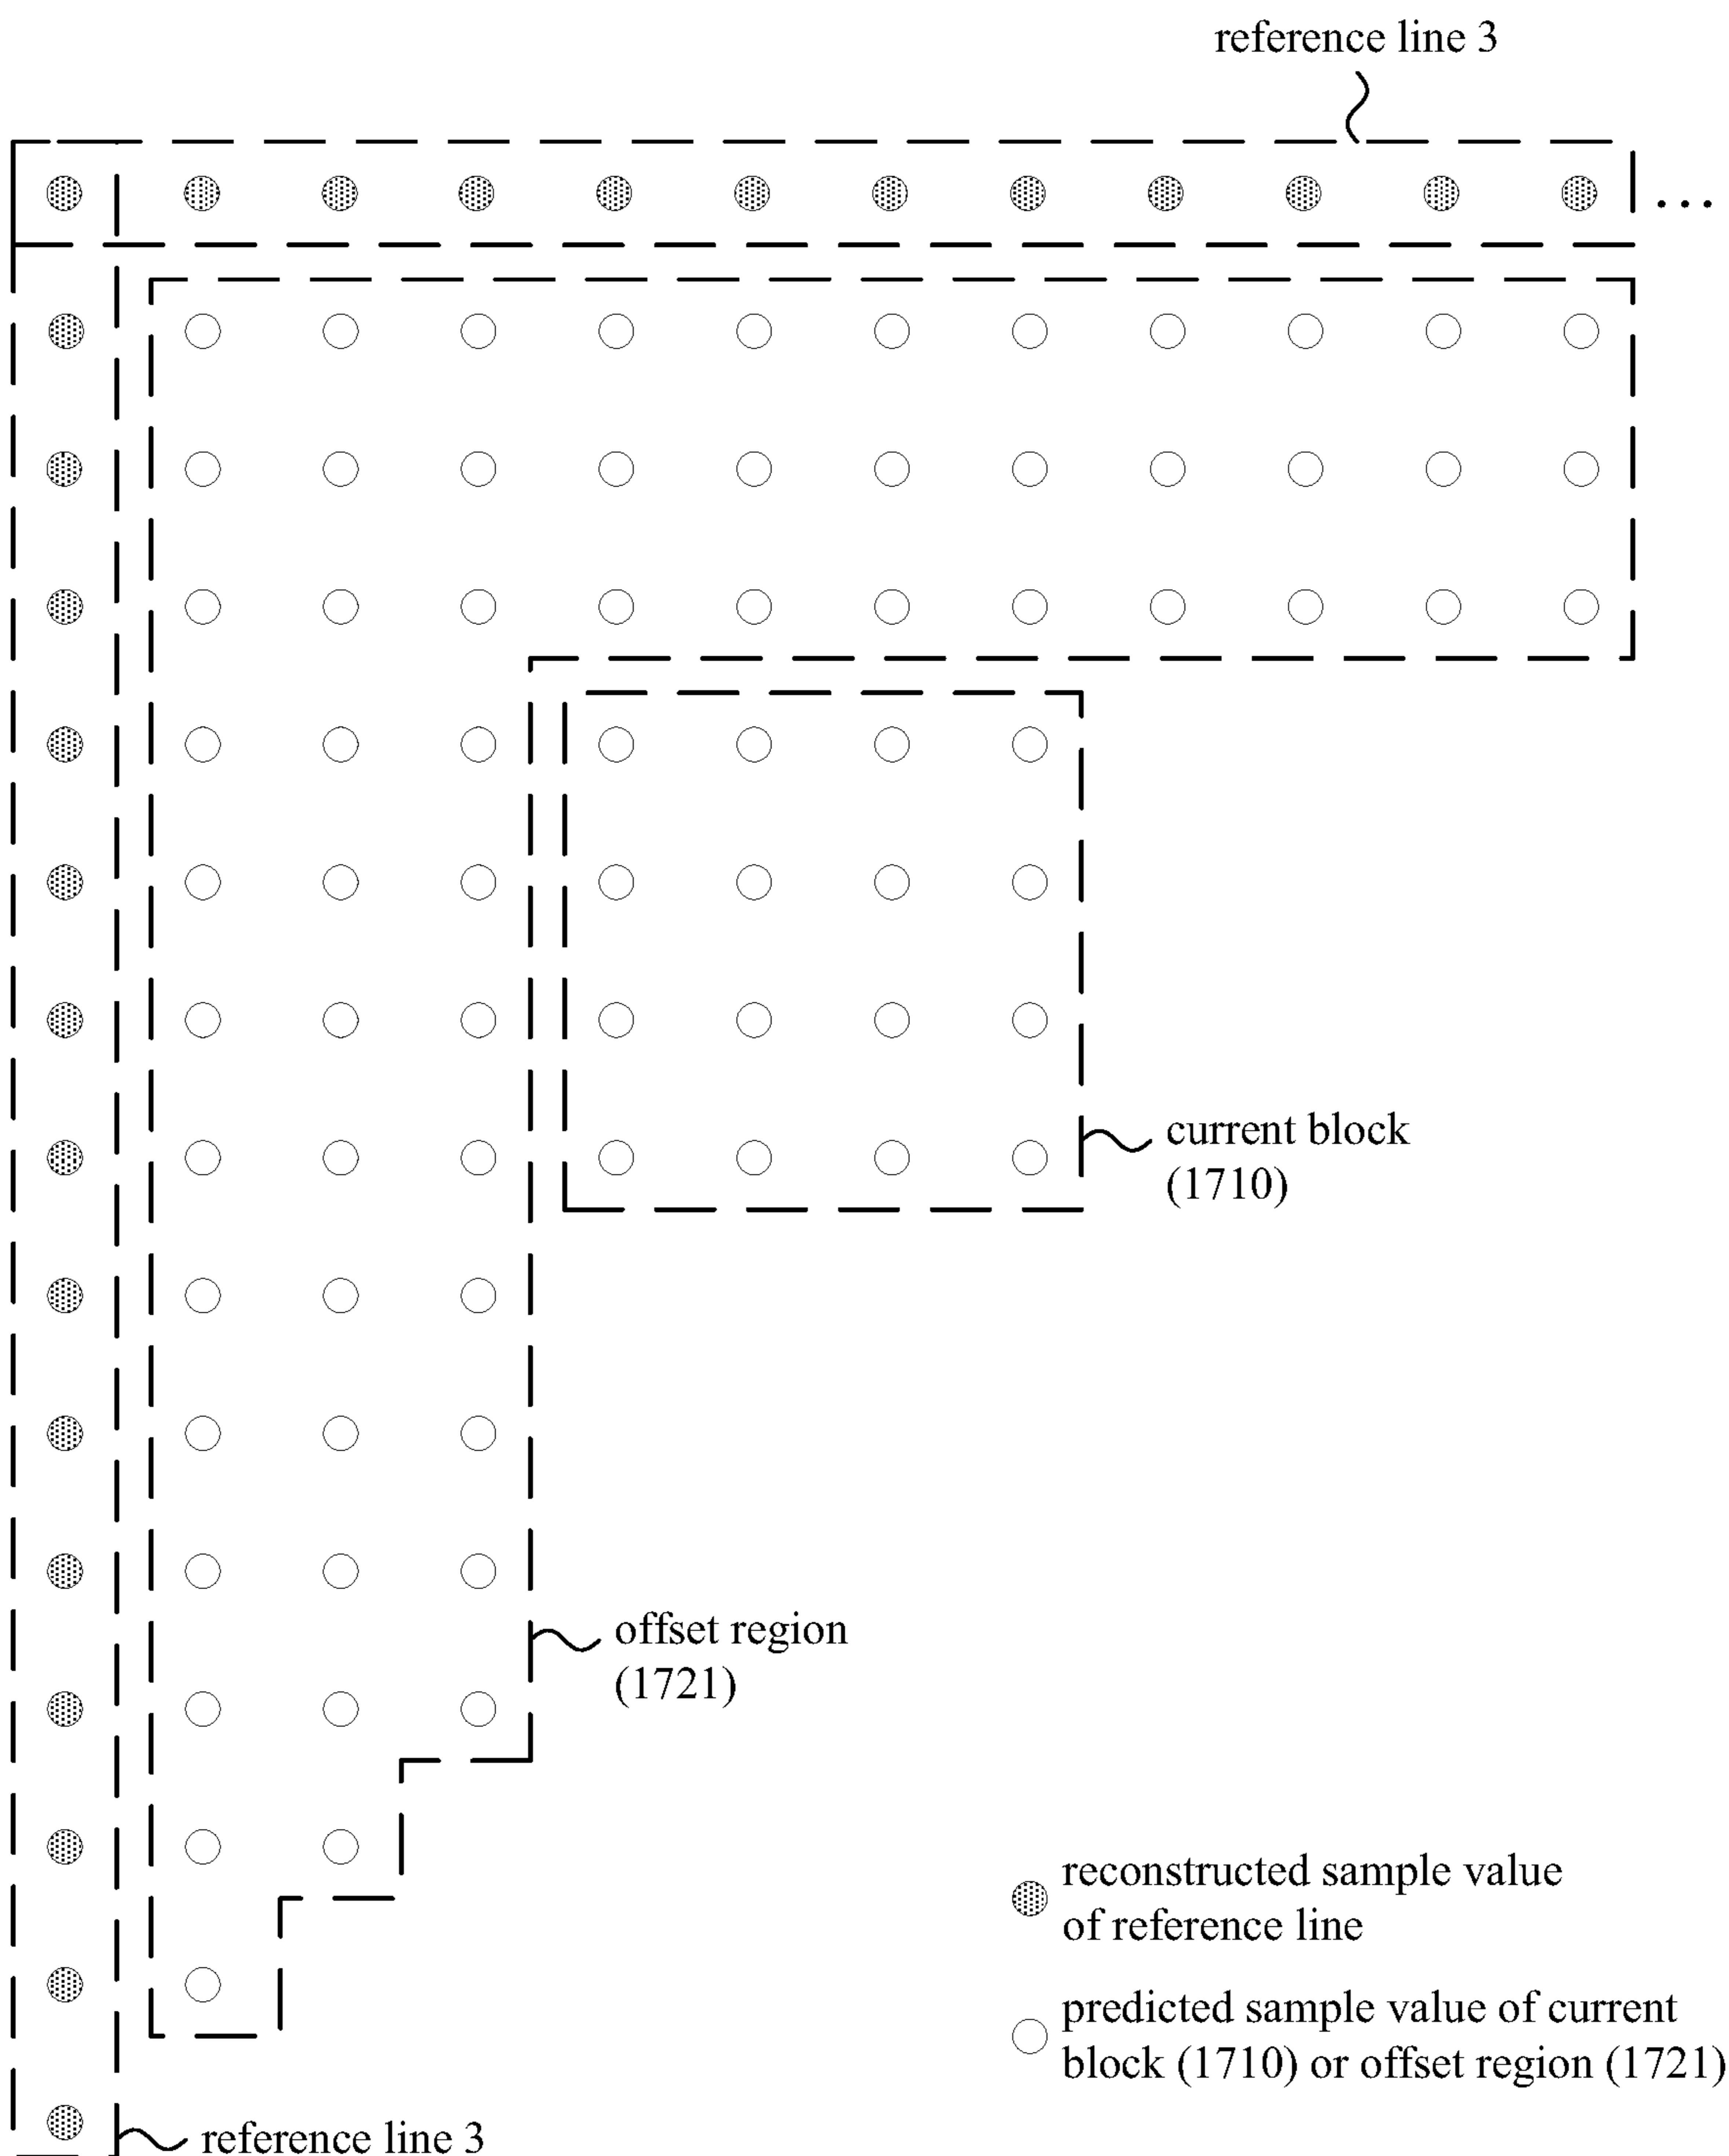 reference line 3
...
current block
(1710)
offset region
(1721)
reconstructed sample value
of reference line
predicted sample value of current
block (1710) or offset region (1721)
reference line 3